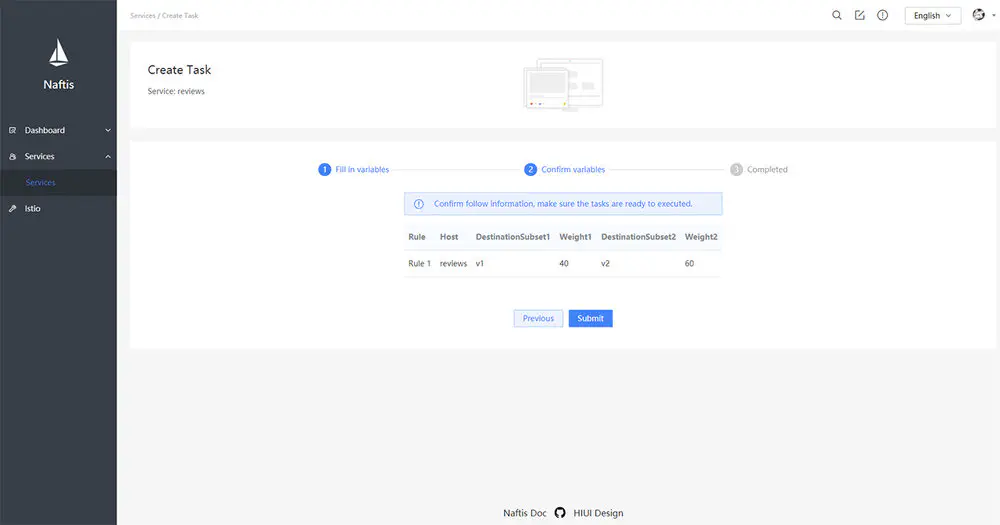 Naftis
Dashboard
Services
Services
Istio
Services / Create Task
English
Create Task
Service: reviews
1 Fill in variables
2 Confirm variables
3 Completed
Confirm follow information, make sure the tasks are ready to executed.
Rule Host DestinationSubset1 Weight1 DestinationSubset2 Weight2
Rule 1 reviews v1 40 v2 60
Previous Submit
Naftis Doc HIUI Design